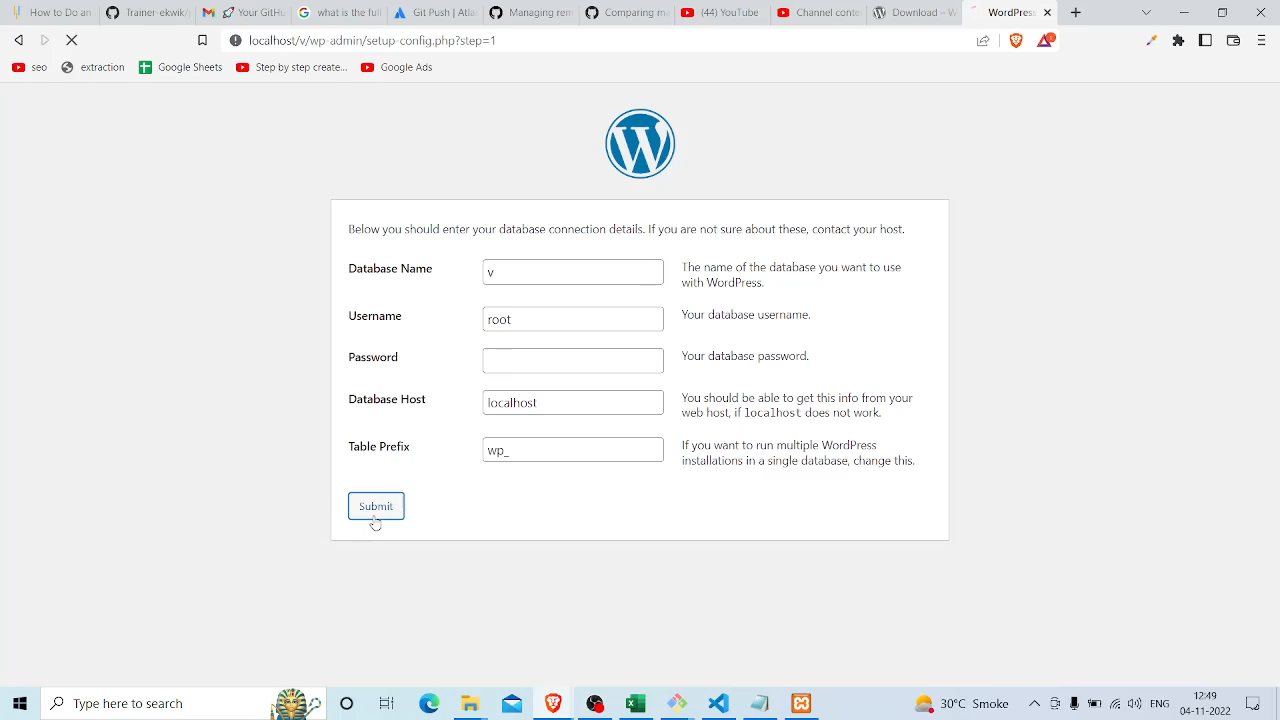 How to Den
Trainer-ekwik/a
Your GitHu
what is the full
Git Push | Atla
Managing rem
Comparing ma
(44) YouTube
Channel conte
Download – W
WordPress
localhost/v/wp-admin/setup-config.php?step=1
seo
extraction
Google Sheets
Step by step create...
Google Ads
Below you should enter your database connection details. If you are not sure about these, contact your host.
Database Name
v
The name of the database you want to use
with WordPress.
Username
root
Your database username.
Password
Your database password.
Database Host
localhost
You should be able to get this info from your
web host, if localhost does not work.
Table Prefix
wp_
If you want to run multiple WordPress
installations in a single database, change this.
Submit
Type here to search
30°C Smoke
ENG
12:49
04-11-2022